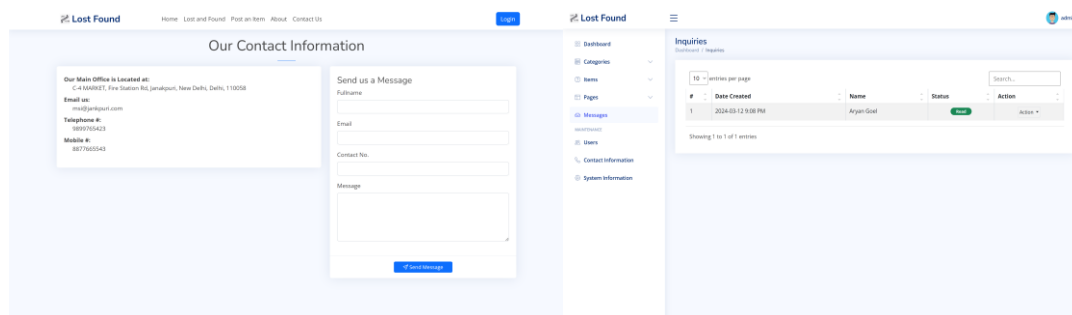 Lost Found
Home Lost and Found Post an Item About Contact Us
Login
Our Contact Information
Our Main Office is Located at:
C-4 MARKET, Fire Station Rd, Janakpuri, New Delhi, Delhi, 110058
Email us:
msi@jankpuri.com
Telephone #:
9899765423
Mobile #:
8877665543
Send us a Message
Fullname
Email
Contact No.
Message
Send Message
Lost Found
Dashboard
Categories
Items
Pages
Messages
MAINTENANCE
Users
Contact Information
System Information
Inquiries
Dashboard / Inquiries
10 entries per page
Search...
# Date Created Name Status Action
1 2024-03-12 9:08 PM Aryan Goel Read Action
Showing 1 to 1 of 1 entries